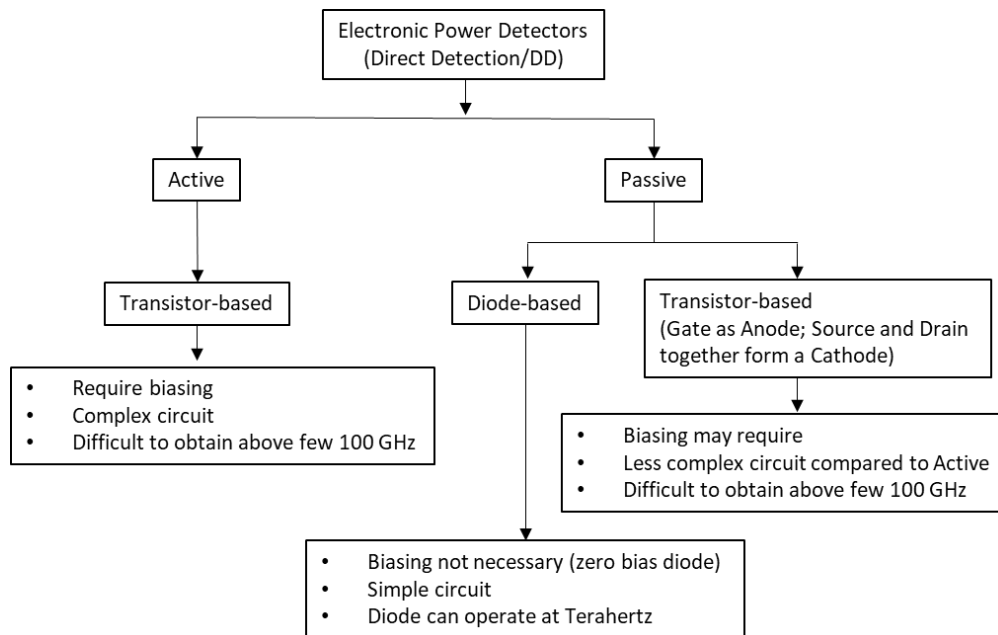 Electronic Power Detectors
(Direct Detection/DD)
Active
Passive
Transistor-based
Diode-based
Transistor-based
(Gate as Anode; Source and Drain
together form a Cathode)
• Require biasing
• Complex circuit
• Difficult to obtain above few 100 GHz
• Biasing may require
• Less complex circuit compared to Active
• Difficult to obtain above few 100 GHz
• Biasing not necessary (zero bias diode)
• Simple circuit
• Diode can operate at Terahertz